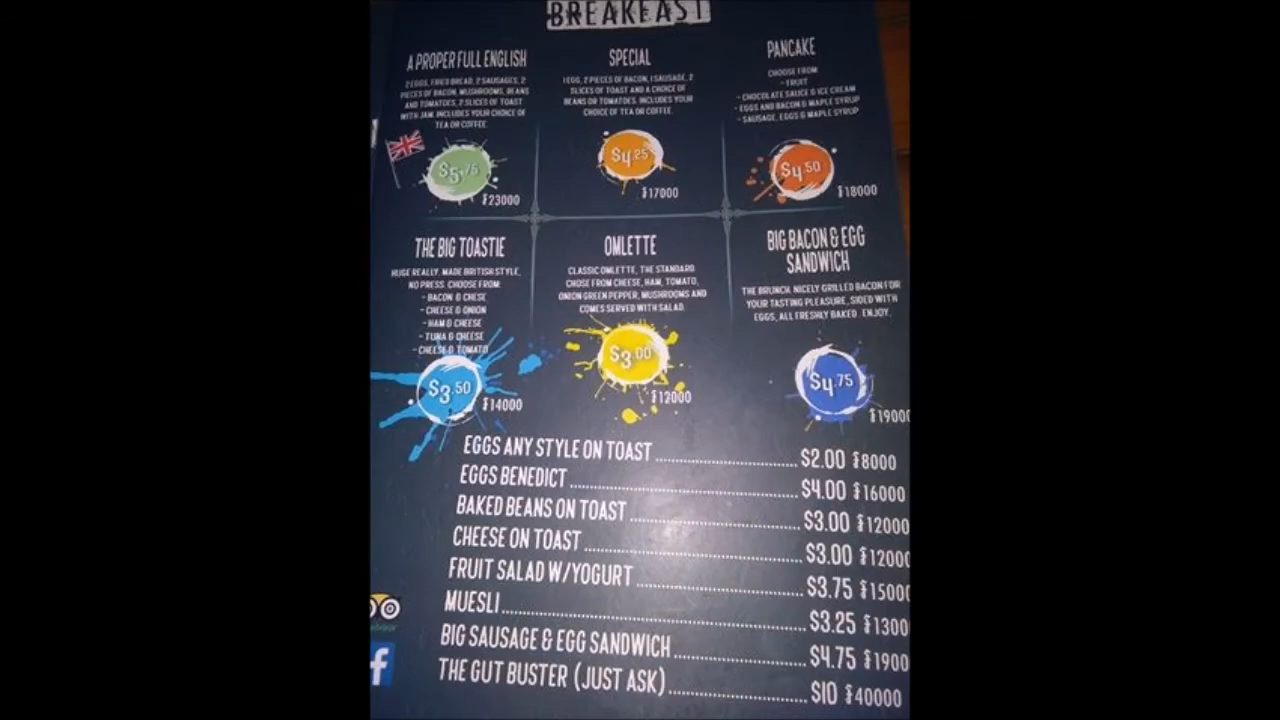 BREAKFAST
A PROPER FULL ENGLISH
2 EGGS, FRIED BREAD, 2 SAUSAGES, 2
PIECES OF BACON, MUSHROOMS, BEANS
AND TOMATOES, 2 SLICES OF TOAST
WITH JAM. INCLUDES YOUR CHOICE OF
TEA OR COFFEE.
$5.75
៛23000
SPECIAL
1 EGG, 2 PIECES OF BACON, 1 SAUSAGE, 2
SLICES OF TOAST AND A CHOICE OF
BEANS OR TOMATOES. INCLUDES YOUR
CHOICE OF TEA OR COFFEE.
$4.25
៛17000
PANCAKE
CHOOSE FROM
- FRUIT
- CHOCOLATE SAUCE & ICE CREAM
- EGGS AND BACON & MAPLE SYRUP
- SAUSAGE, EGGS & MAPLE SYRUP
$4.50
៛18000
THE BIG TOASTIE
HUGE REALLY, MADE BRITISH STYLE,
NO PRESS. CHOOSE FROM:
- BACON & CHESE
- CHEESE & ONION
- HAM & CHEESE
- TUNA & CHEESE
- CHEESE & TOMATO
$3.50
៛14000
OMLETTE
CLASSIC OMLETTE, THE STANDARD.
CHOSE FROM CHEESE, HAM, TOMATO,
ONION GREEN PEPPER, MUSHROOMS AND
COMES SERVED WITH SALAD.
$3.00
៛12000
BIG BACON & EGG
SANDWICH
THE BRUNCH. NICELY GRILLED BACON FOR
YOUR TASTING PLEASURE, SIDED WITH
EGGS, ALL FRESHLY BAKED. ENJOY.
$4.75
៛19000
EGGS ANY STYLE ON TOAST $2.00 ៛8000
EGGS BENEDICT $4.00 ៛16000
BAKED BEANS ON TOAST $3.00 ៛12000
CHEESE ON TOAST $3.00 ៛12000
FRUIT SALAD W/YOGURT $3.75 ៛15000
MUESLI $3.25 ៛1300
BIG SAUSAGE & EGG SANDWICH $4.75 ៛1900
THE GUT BUSTER (JUST ASK) $10 ៛40000
f